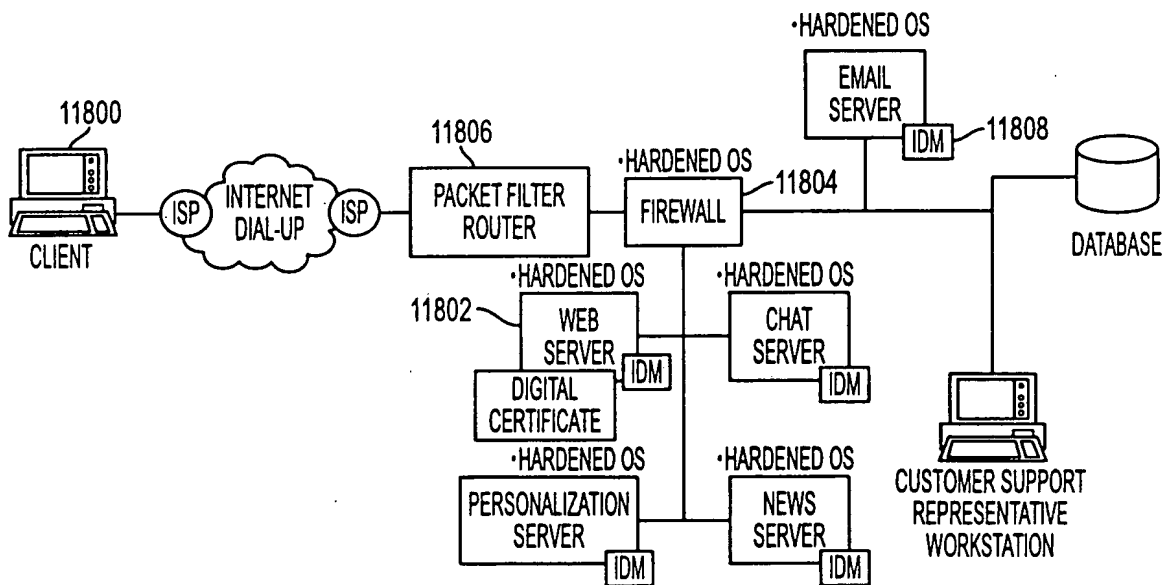 •HARDENED OS
EMAIL
SERVER
IDM
11808
11800
CLIENT
ISP
INTERNET
DIAL-UP
ISP
11806
PACKET FILTER
ROUTER
•HARDENED OS
FIREWALL
11804
DATABASE
•HARDENED OS
11802
WEB
SERVER
IDM
DIGITAL
CERTIFICATE
•HARDENED OS
CHAT
SERVER
IDM
•HARDENED OS
PERSONALIZATION
SERVER
IDM
•HARDENED OS
NEWS
SERVER
IDM
CUSTOMER SUPPORT
REPRESENTATIVE
WORKSTATION